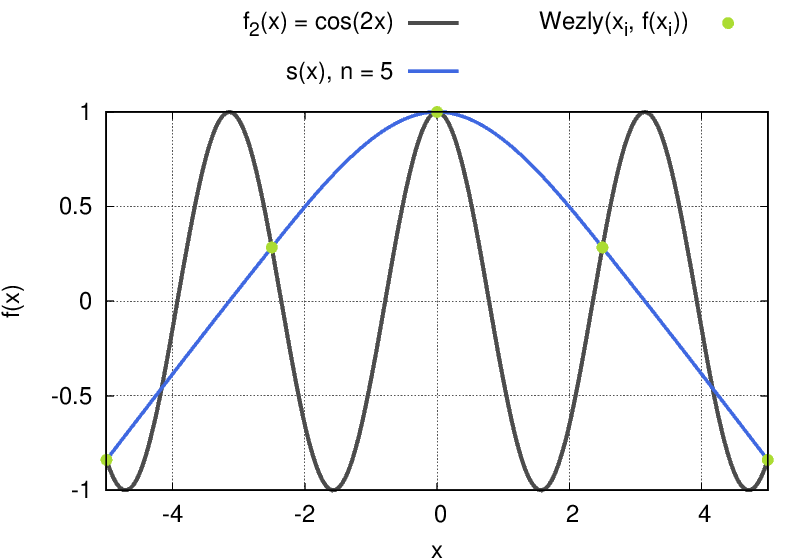 f₂(x) = cos(2x)
Wezly(xᵢ, f(xᵢ))
s(x), n = 5
1
0.5
0
-0.5
-1
f(x)
-4
-2
0
2
4
x